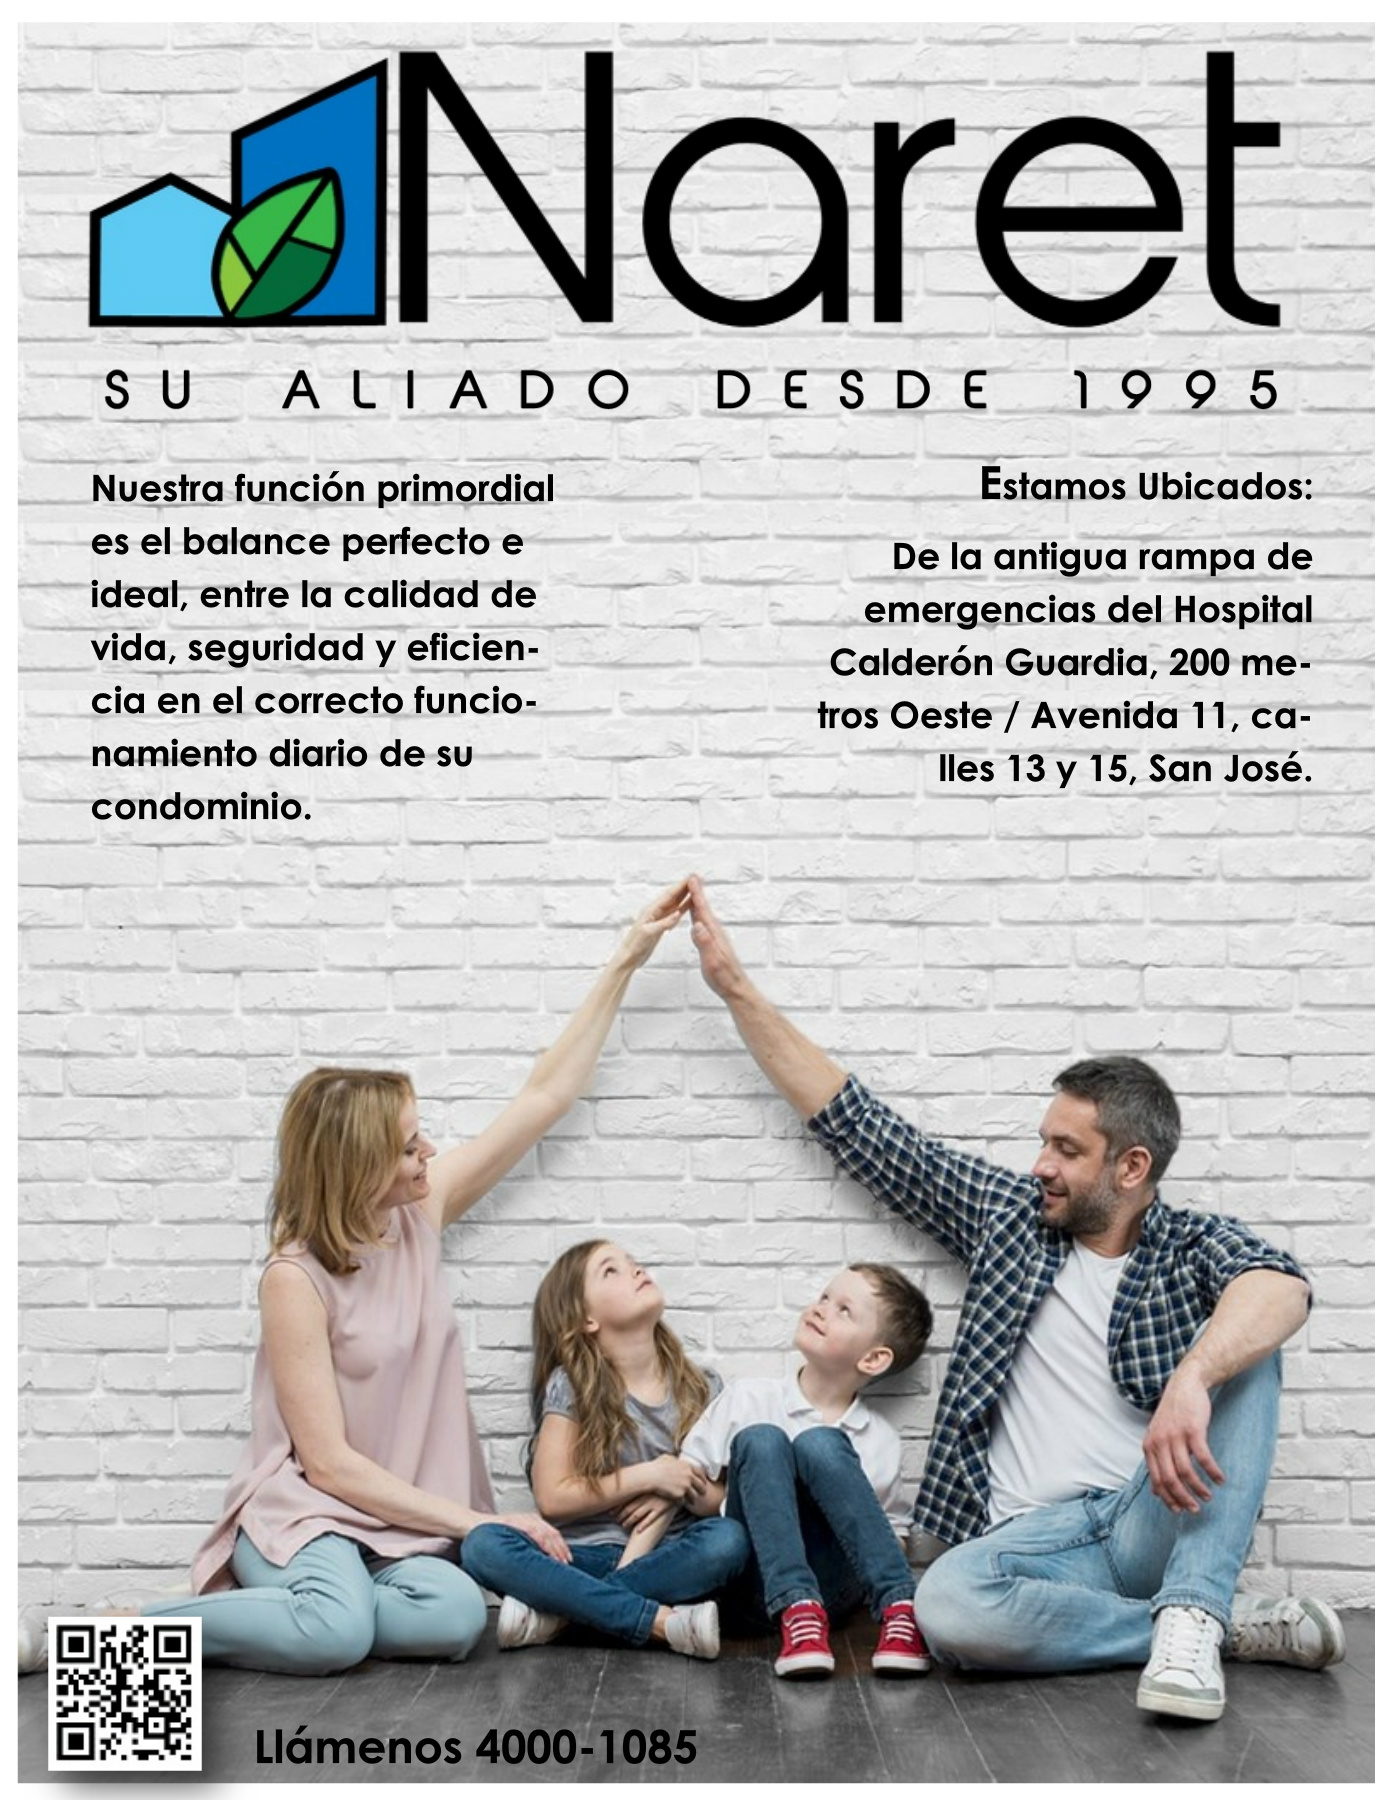 Naret
SU ALIADO DESDE 1995
Nuestra función primordial
es el balance perfecto e
ideal, entre la calidad de
vida, seguridad y eficien-
cia en el correcto funcio-
namiento diario de su
condominio.
Estamos Ubicados:
De la antigua rampa de
emergencias del Hospital
Calderón Guardia, 200 me-
tros Oeste / Avenida 11, ca-
lles 13 y 15, San José.
Llámenos 4000-1085